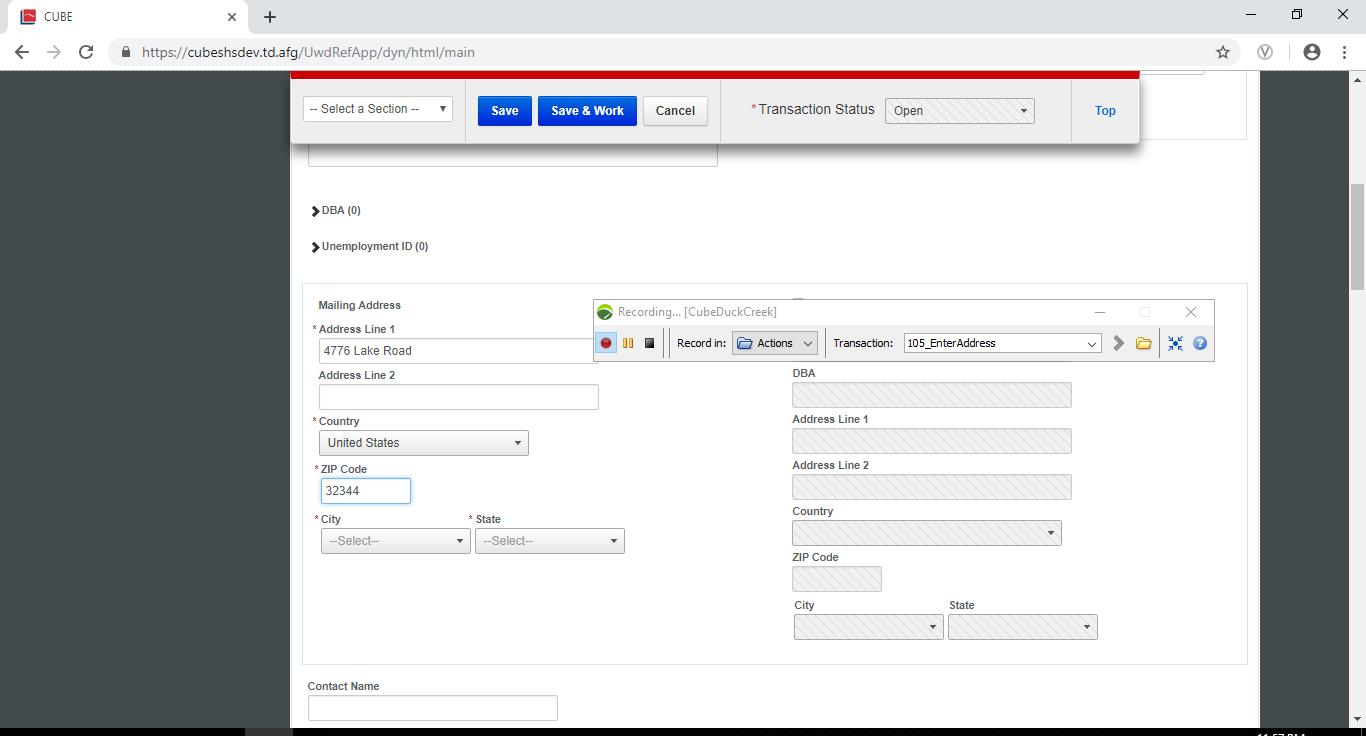 CUBE
https://cubeshsdev.td.afg/UwdRefApp/dyn/html/main
-- Select a Section --
Save
Save & Work
Cancel
* Transaction Status
Open
Top
DBA (0)
Unemployment ID (0)
Mailing Address
* Address Line 1
4776 Lake Road
Address Line 2
* Country
United States
* ZIP Code
32344
* City
* State
--Select--
--Select--
Recording... [CubeDuckCreek]
Record in:
Actions
Transaction:
105_EnterAddress
DBA
Address Line 1
Address Line 2
Country
ZIP Code
City
State
Contact Name